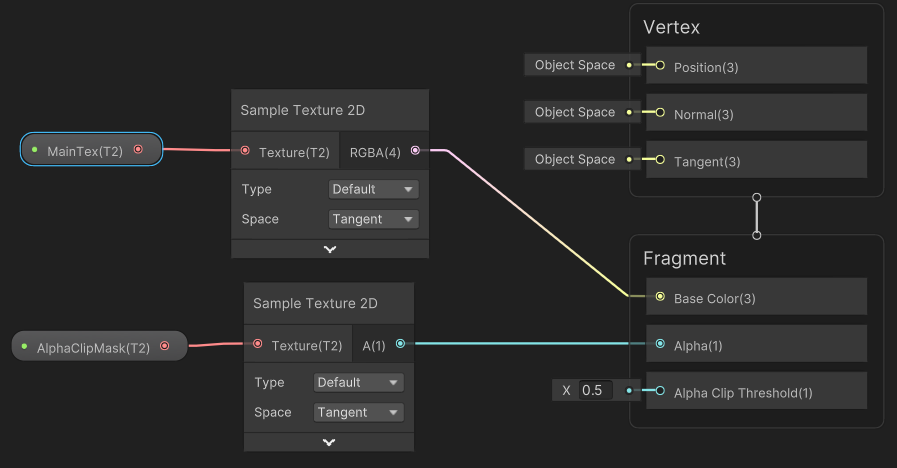 Vertex
Object Space
Position(3)
Object Space
Normal(3)
Object Space
Tangent(3)
Sample Texture 2D
MainTex(T2)
Texture(T2)
RGBA(4)
Type
Default
Space
Tangent
Fragment
Base Color(3)
Alpha(1)
X 0.5
Alpha Clip Threshold(1)
Sample Texture 2D
AlphaClipMask(T2)
Texture(T2)
A(1)
Type
Default
Space
Tangent